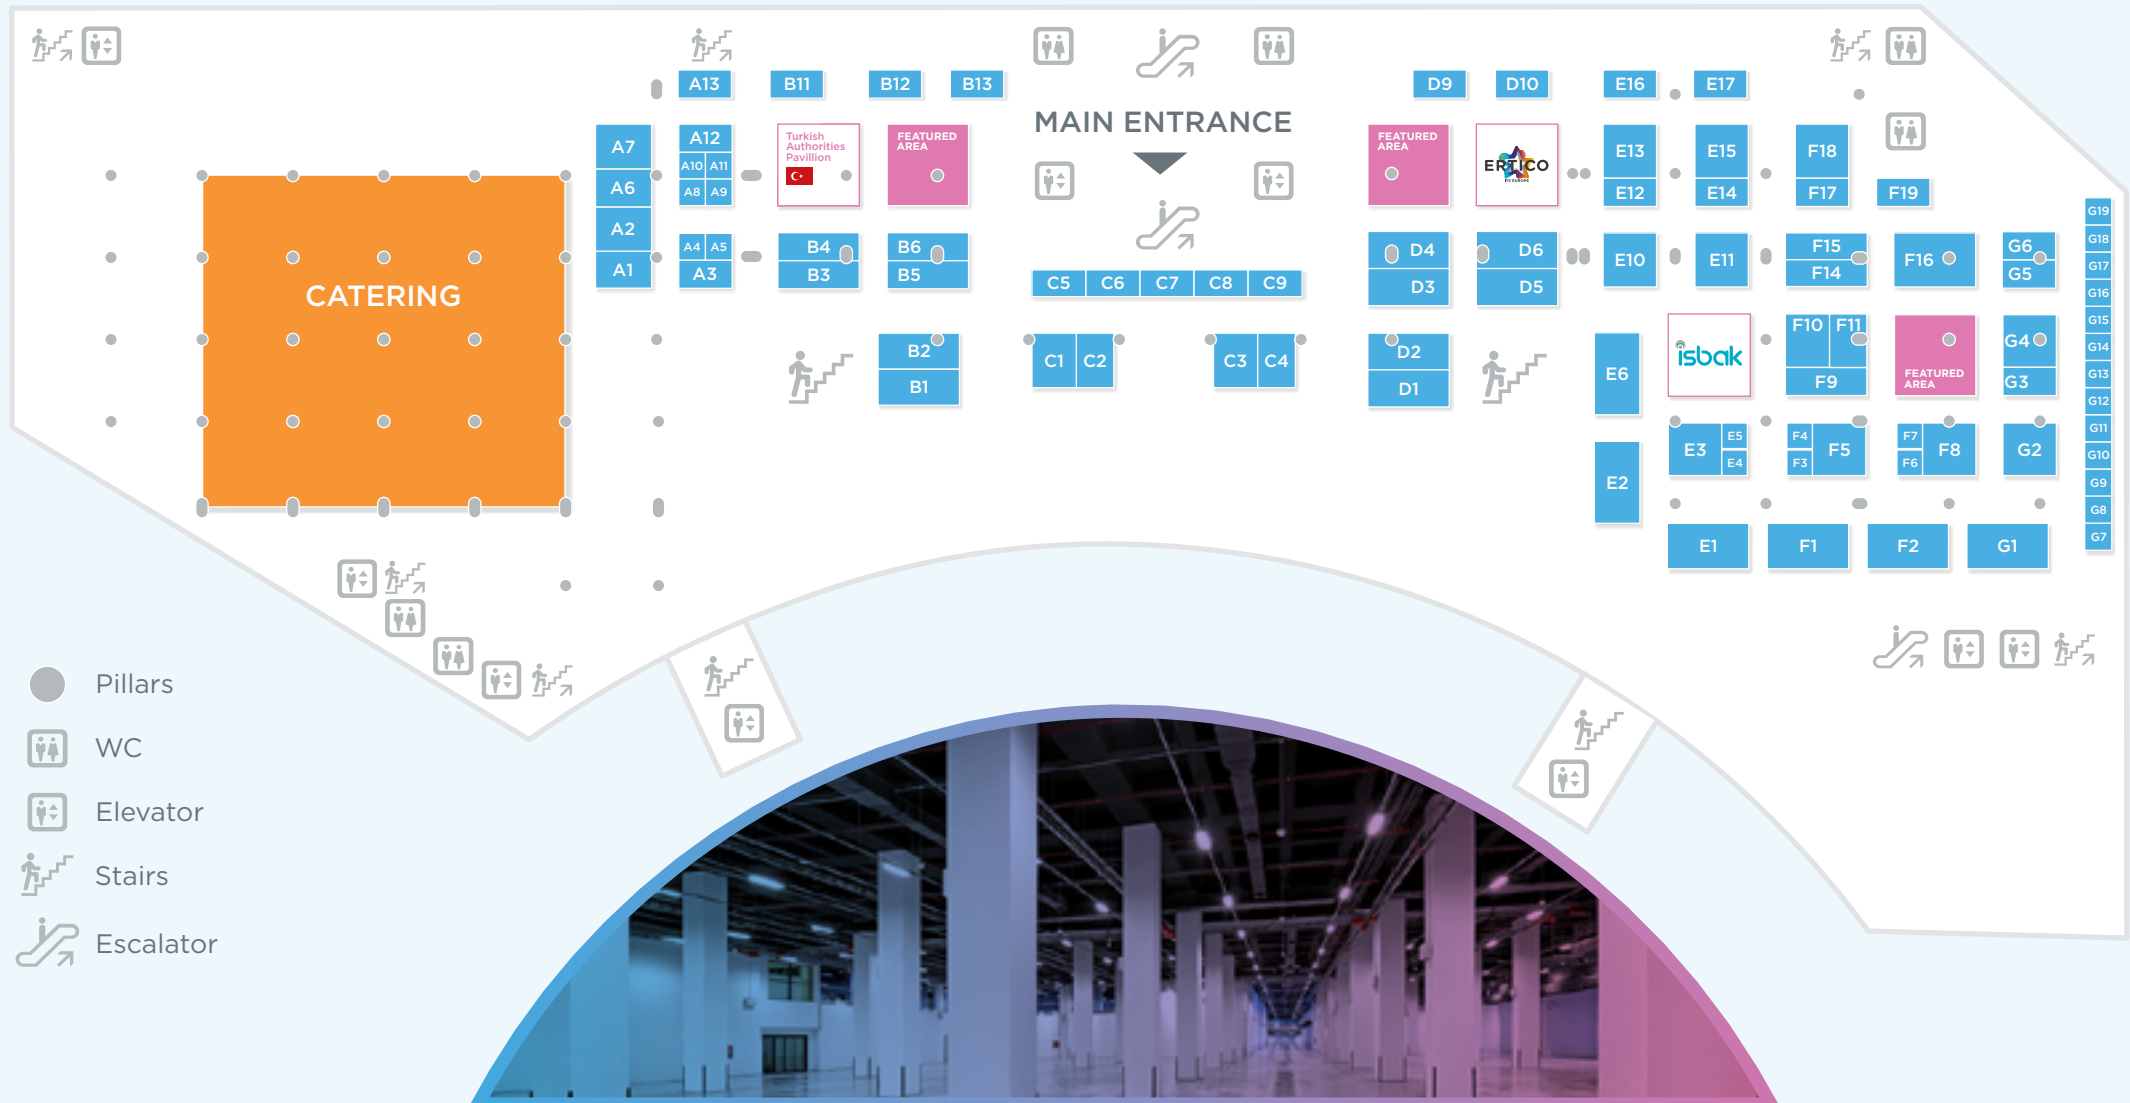 A13
B11
B12
B13
D9
D10
E16
E17
MAIN ENTRANCE
A7
A6
A2
A1
A12
A10
A11
A8
A9
A4
A5
A3
Turkish
Authorities
Pavillion
FEATURED
AREA
B4
B3
B6
B5
B2
B1
C5
C6
C7
C8
C9
C1
C2
C3
C4
FEATURED
AREA
ERTICO
ITS EUROPE
D4
D3
D6
D5
D2
D1
E13
E12
E15
E14
F18
F17
F19
E10
E11
F15
F14
F16
G6
G5
E6
isbak
F10
F11
F9
FEATURED
AREA
G4
G3
E2
E3
E5
E4
F4
F3
F5
F7
F6
F8
G2
E1
F1
F2
G1
G19
G18
G17
G16
G15
G14
G13
G12
G11
G10
G9
G8
G7
CATERING
Pillars
WC
Elevator
Stairs
Escalator